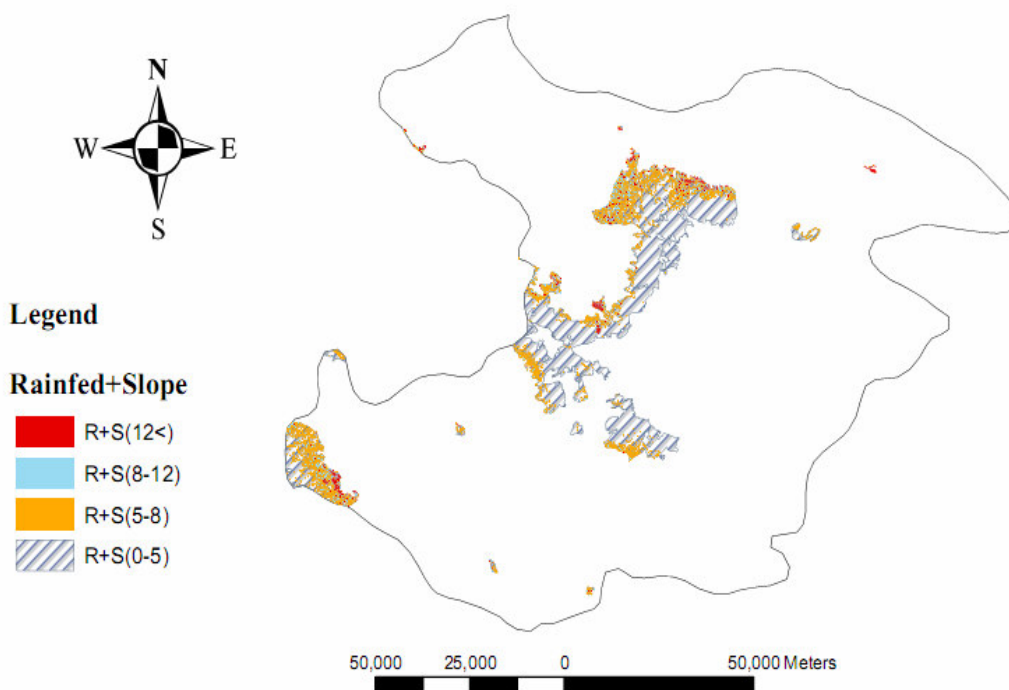 N
W E
S
Legend
Rainfed+Slope
R+S(12<)
R+S(8-12)
R+S(5-8)
R+S(0-5)
50,000 25,000 0 50,000 Meters